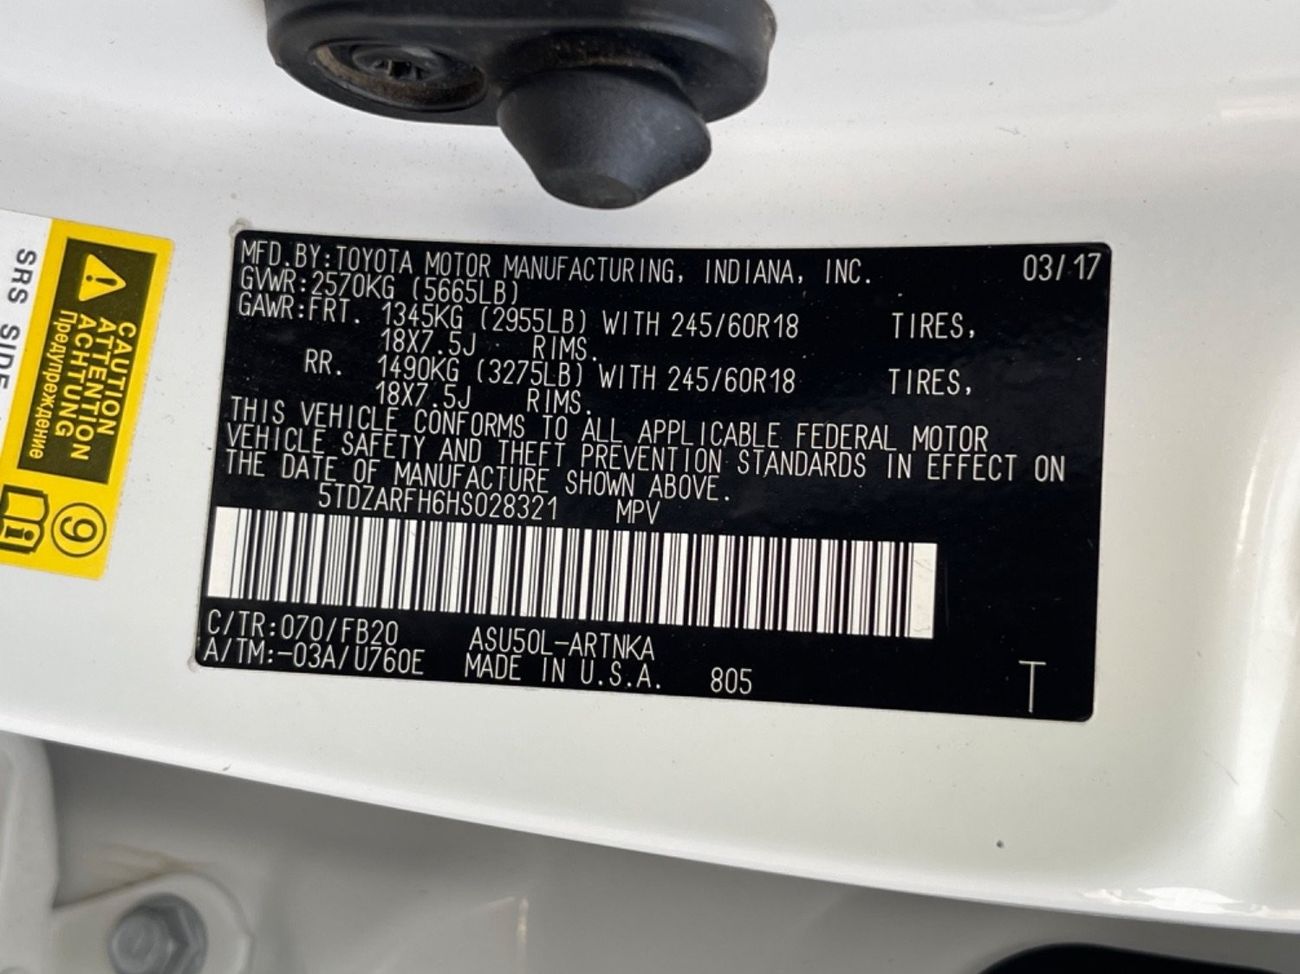 MFD.BY:TOYOTA MOTOR MANUFACTURING, INDIANA, INC. 03/17
GVWR:2570KG (5665LB)
GAWR:FRT. 1345KG (2955LB) WITH 245/60R18 TIRES,
18X7.5J RIMS.
RR. 1490KG (3275LB) WITH 245/60R18 TIRES,
18X7.5J RIMS.
THIS VEHICLE CONFORMS TO ALL APPLICABLE FEDERAL MOTOR
VEHICLE SAFETY AND THEFT PREVENTION STANDARDS IN EFFECT ON
THE DATE OF MANUFACTURE SHOWN ABOVE.
5TDZARFH6HS028321 MPV
C/TR:070/FB20 ASU50L-ARTNKA
A/TM:-03A/U760E MADE IN U.S.A. 805
T
SRS SIDE
CAUTION
ATTENTION
ACHTUNG
Предупреждение